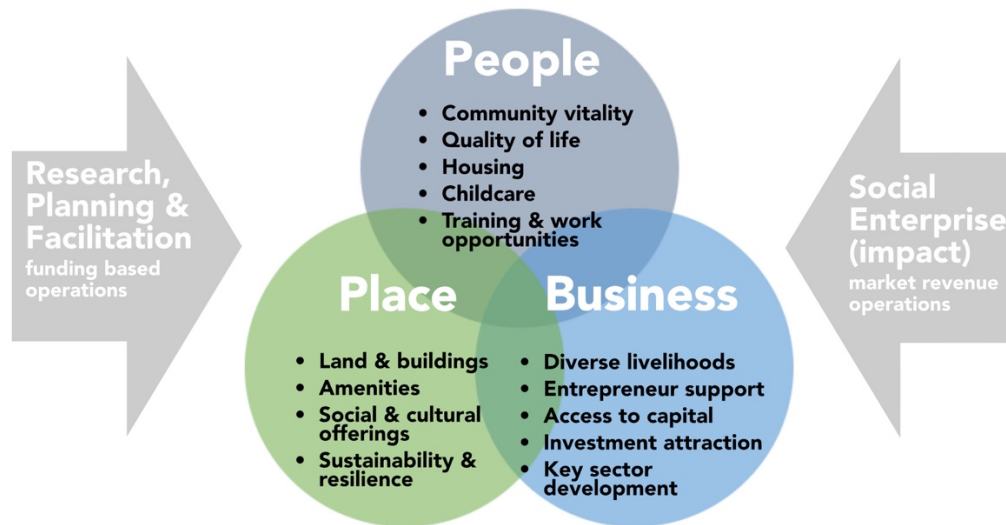 People
• Community vitality
• Quality of life
• Housing
• Childcare
• Training & work
opportunities
Research,
Planning &
Facilitation
funding based
operations
Social
Enterprise
(impact)
market revenue
operations
Place
• Land & buildings
• Amenities
• Social & cultural
offerings
• Sustainability &
resilience
Business
• Diverse livelihoods
• Entrepreneur support
• Access to capital
• Investment attraction
• Key sector
development